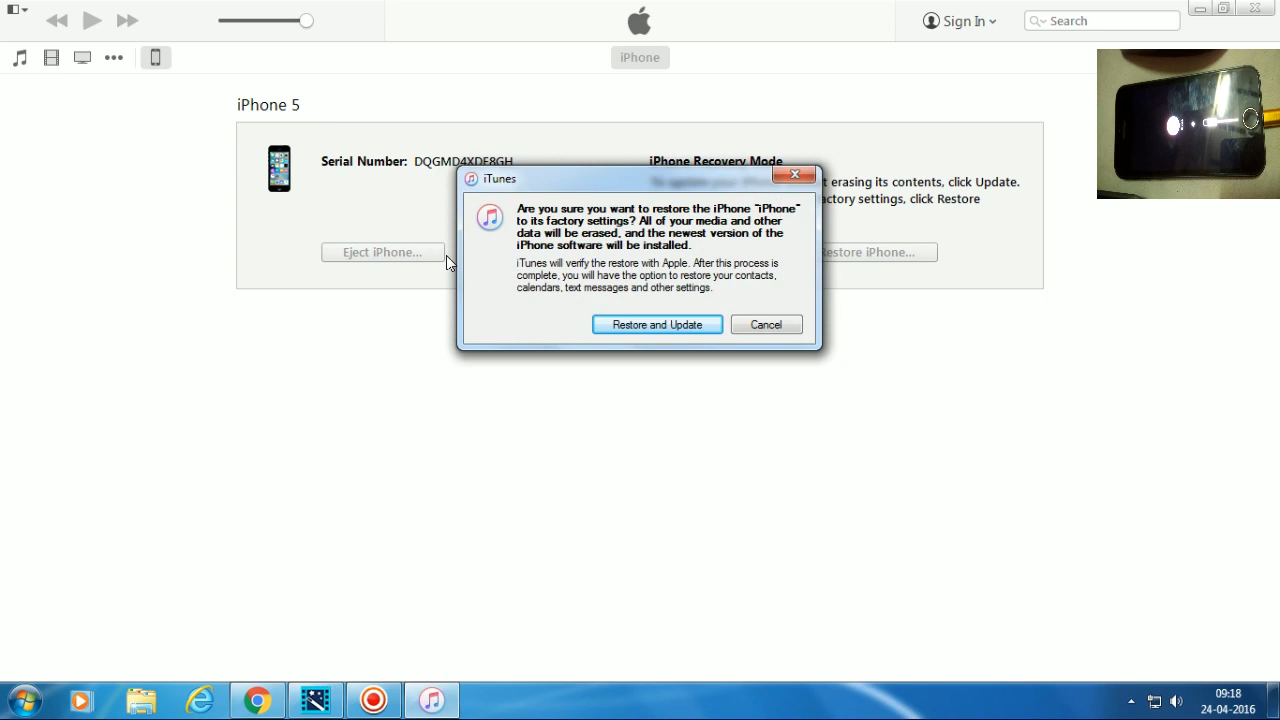 Sign In
Search
iPhone
iPhone 5
Serial Number: DQGMD4XDF8GH
iPhone Recovery Mode
t erasing its contents, click Update.
actory settings, click Restore
Eject iPhone...
Restore iPhone...
iTunes
Are you sure you want to restore the iPhone "iPhone"
to its factory settings? All of your media and other
data will be erased, and the newest version of the
iPhone software will be installed.
iTunes will verify the restore with Apple. After this process is
complete, you will have the option to restore your contacts,
calendars, text messages and other settings.
Restore and Update
Cancel
09:18
24-04-2016